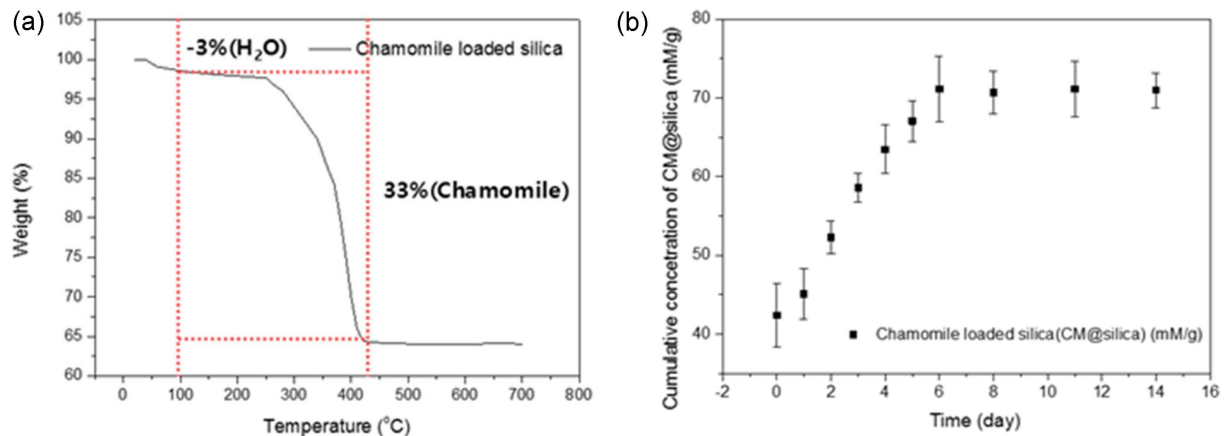 (a)
105
100
95
90
85
80
75
70
65
60
Weight (%)
-3%(H₂O)
Chamomile loaded silica
33%(Chamomile)
0 100 200 300 400 500 600 700 800
Temperature (°C)
(b)
80
70
60
50
40
Cumulative concetration of CM@silica (mM/g)
Chamomile loaded silica(CM@silica) (mM/g)
-2 0 2 4 6 8 10 12 14 16
Time (day)